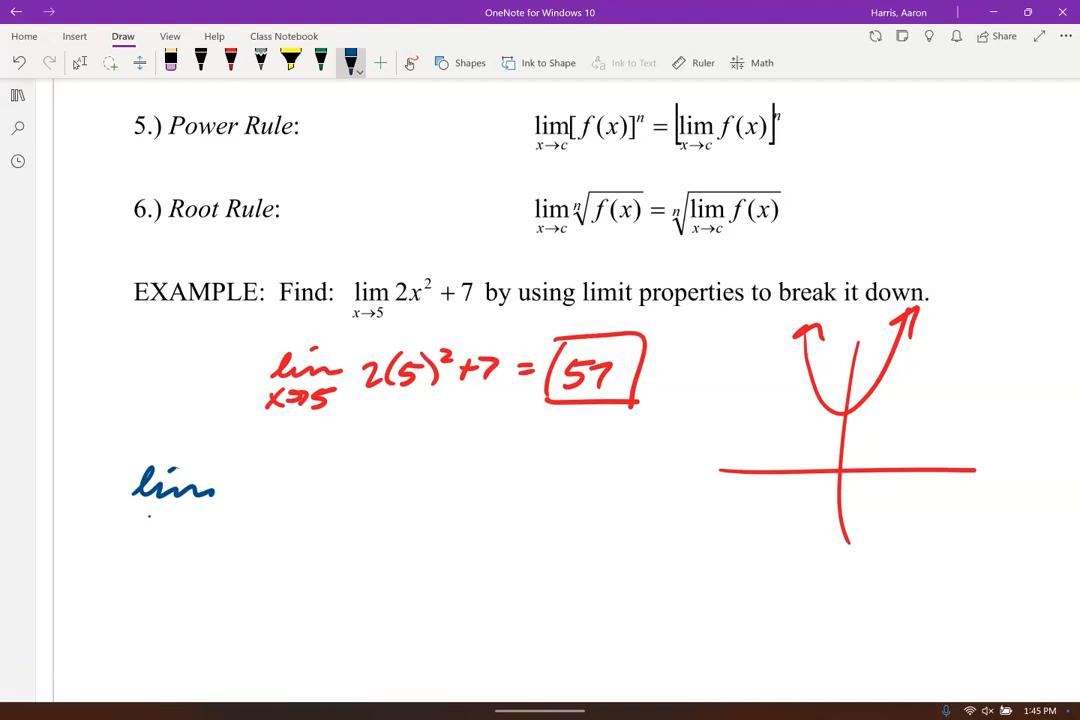 OneNote for Windows 10
Harris, Aaron
Home Insert Draw View Help Class Notebook Share
Shapes Ink to Shape Ink to Text Ruler Math
5.) Power Rule: lim x→c [f(x)]ⁿ = [lim x→c f(x)]ⁿ
6.) Root Rule: lim x→c ⁿ√f(x) = ⁿ√lim x→c f(x)
EXAMPLE: Find: lim x→5 2x² + 7 by using limit properties to break it down.
lim x→5 2(5)² + 7 = 57
lim
1:45 PM